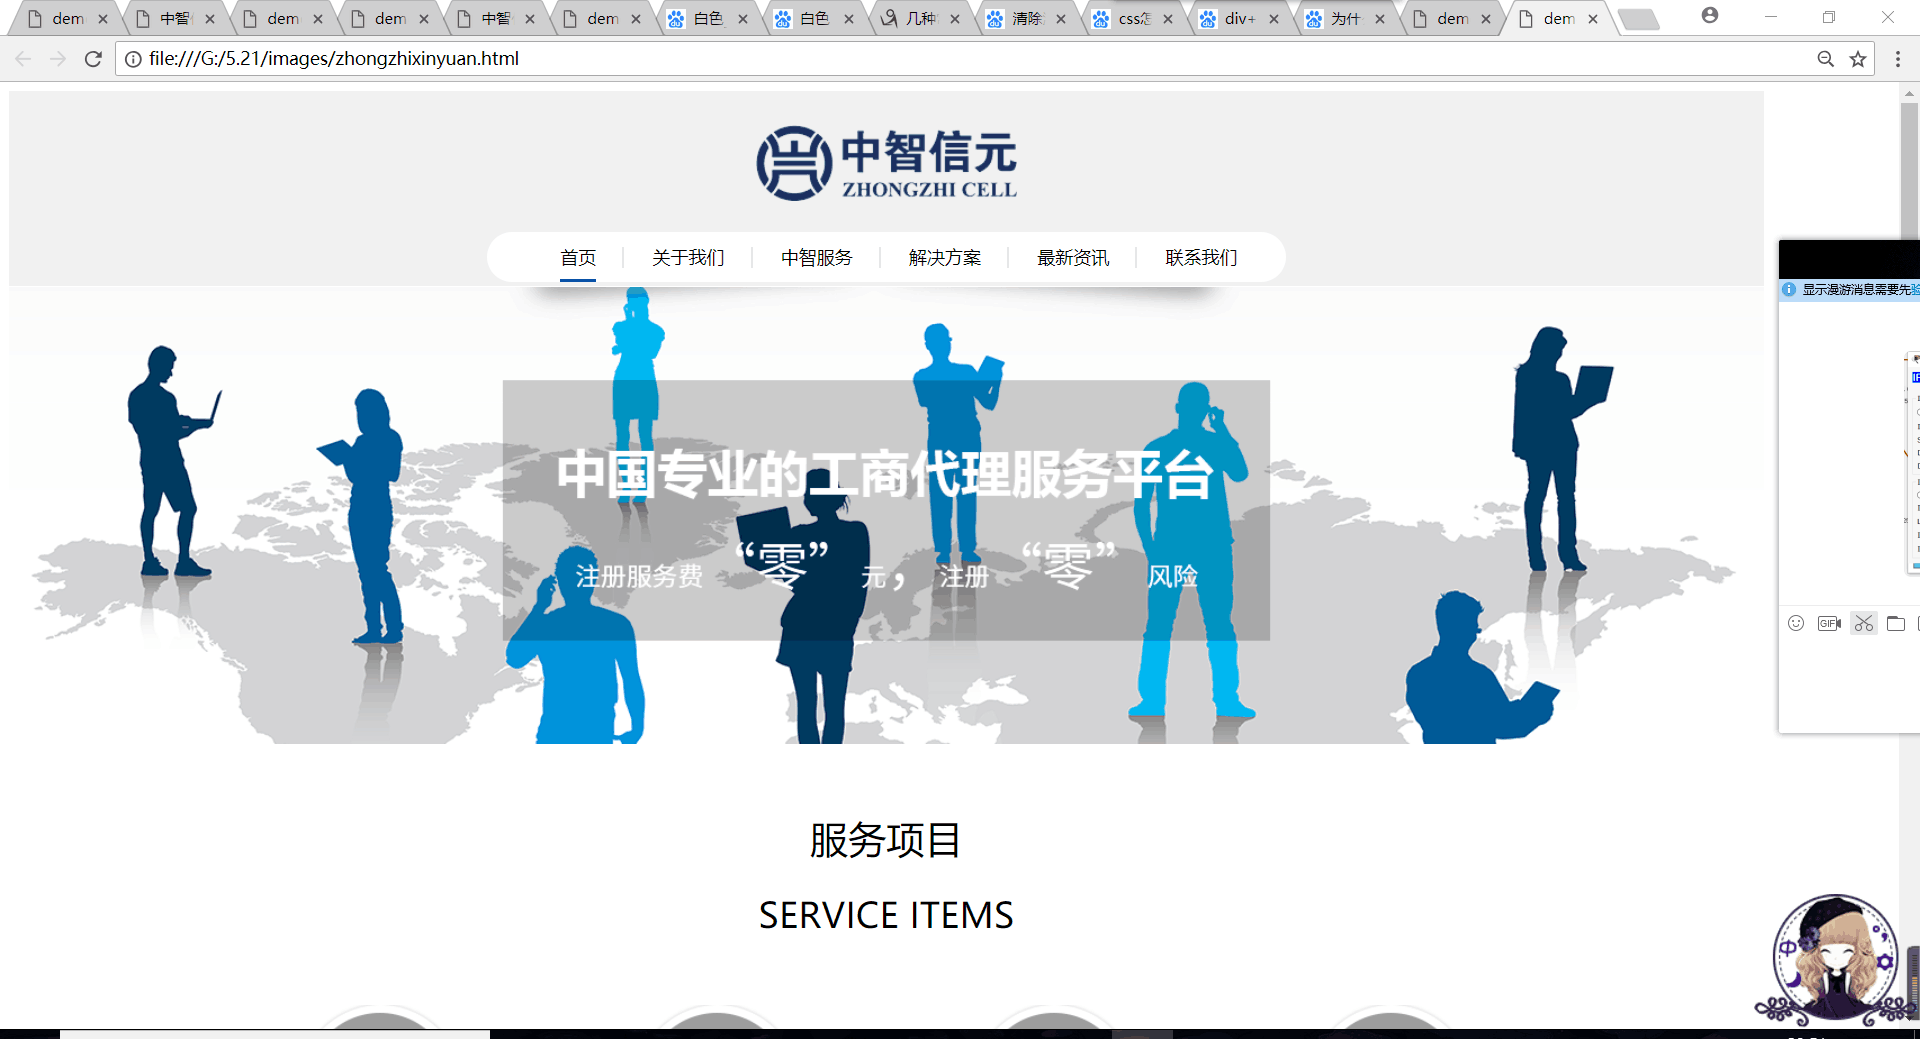 dem 中智 dem dem 中智 dem 白色 白色 几种 清除 css怎 div+ 为什 dem dem
file:///G:/5.21/images/zhongzhixinyuan.html
中智信元
ZHONGZHI CELL
首页 关于我们 中智服务 解决方案 最新资讯 联系我们
显示漫游消息需要先验
中国专业的工商代理服务平台
注册服务费 “零” 元， 注册 “零” 风险
GIF
服务项目
SERVICE ITEMS
中